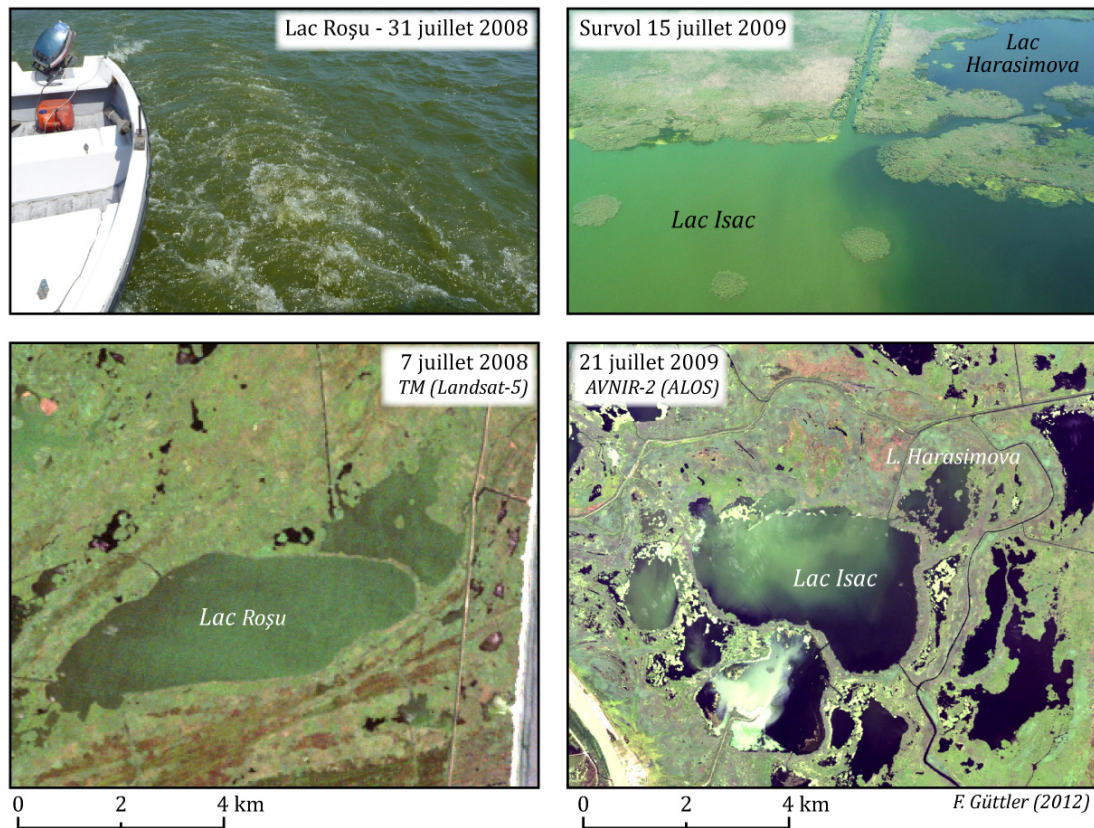 Lac Roşu - 31 juillet 2008
Survol 15 juillet 2009
Lac
Harasimova
Lac Isac
7 juillet 2008
TM (Landsat-5)
Lac Roşu
21 juillet 2009
AVNIR-2 (ALOS)
L. Harasimova
Lac Isac
0 2 4 km
0 2 4 km
F. Güttler (2012)